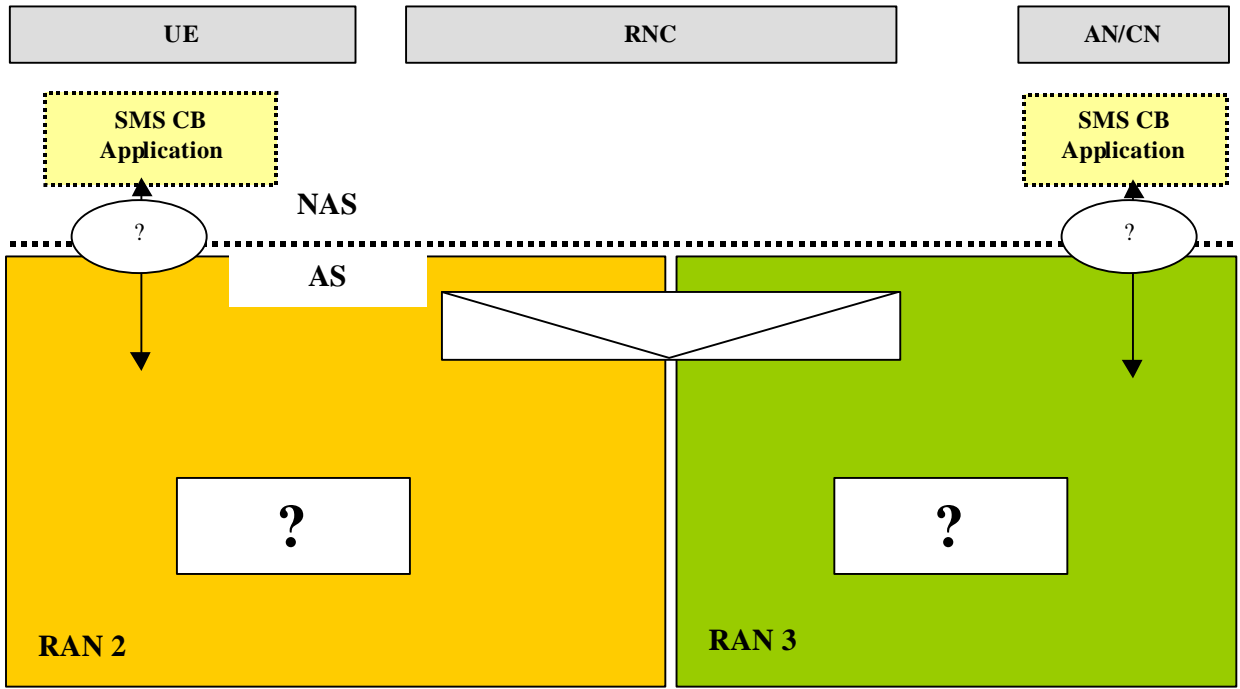 UE
RNC
AN/CN
SMS CB
Application
SMS CB
Application
NAS
?
?
AS
?
?
RAN 2
RAN 3